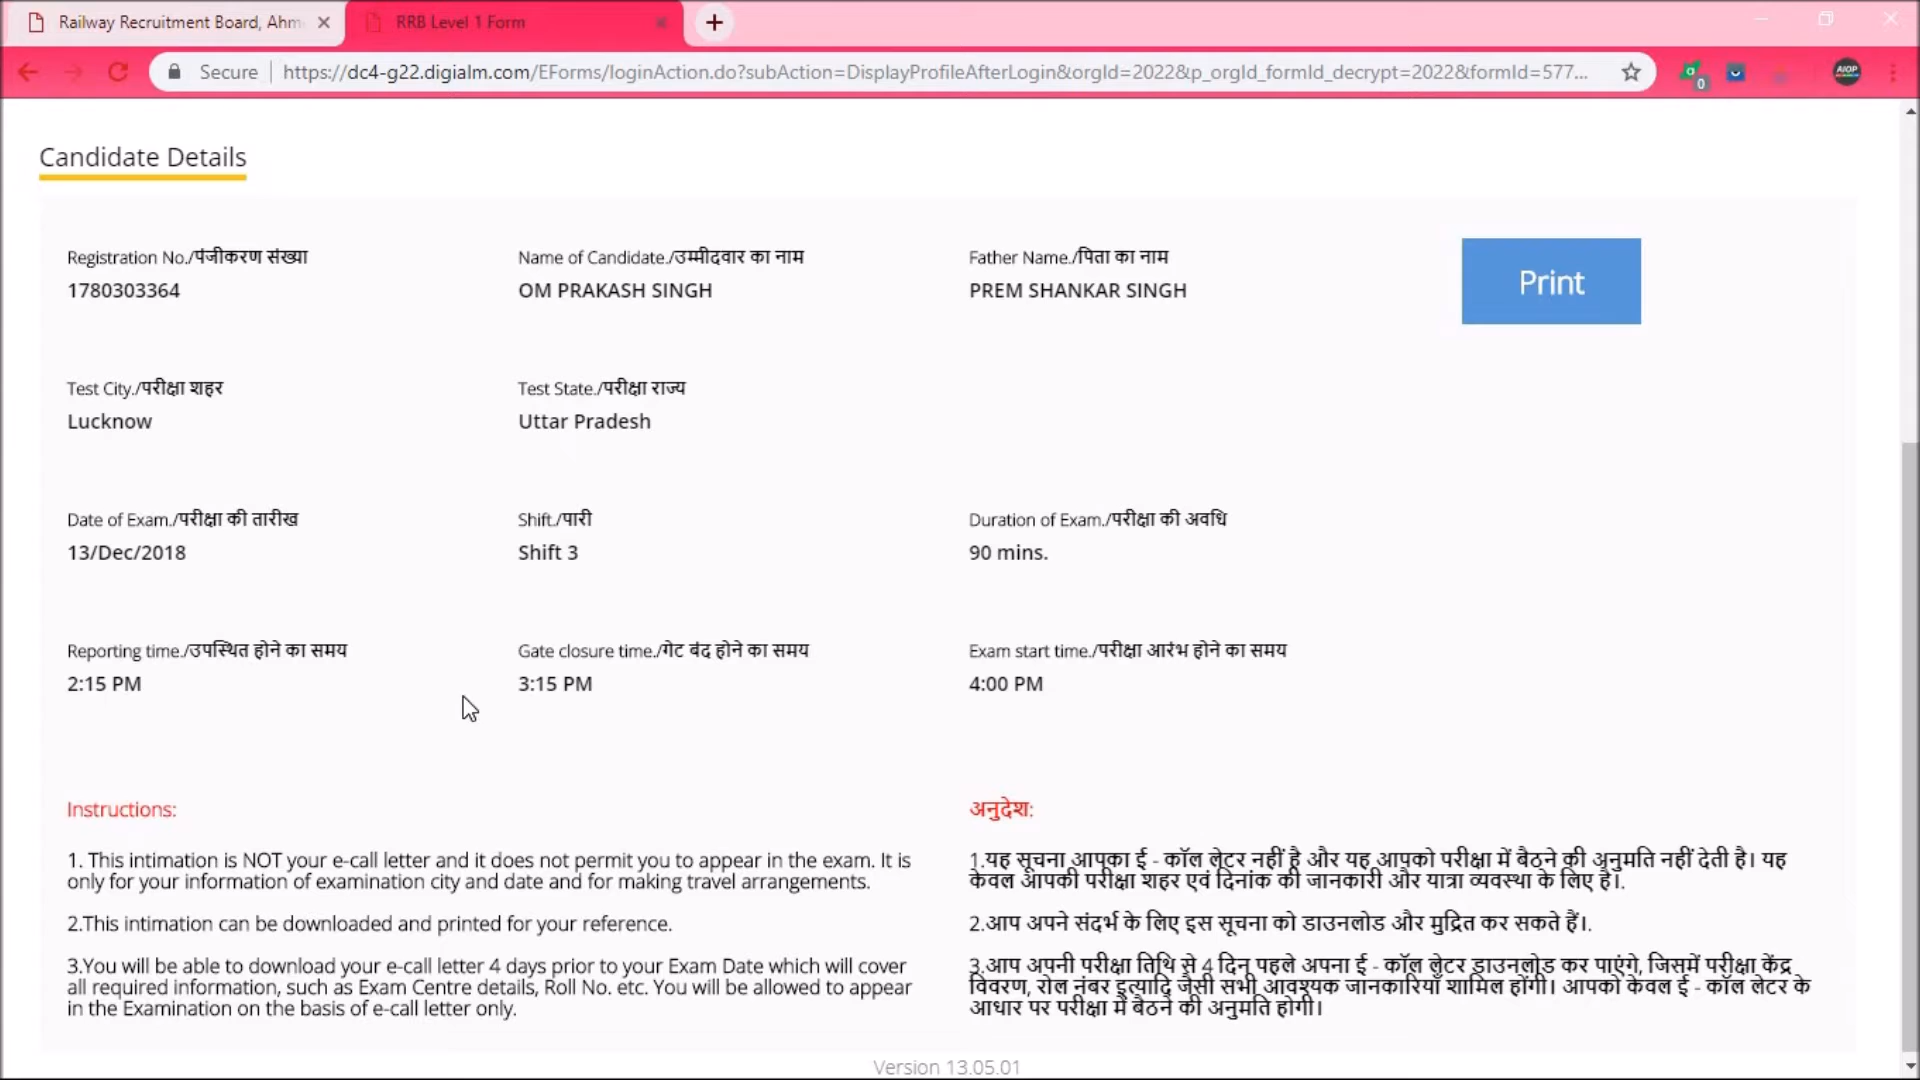 Railway Recruitment Board, Ahm
RRB Level 1 Form
Secure
https://dc4-g22.digialm.com/EForms/loginAction.do?subAction=DisplayProfileAfterLogin&orgId=2022&p_orgId_formId_decrypt=2022&formId=577...
0
AIOP
Candidate Details
Registration No./पंजीकरण संख्या
1780303364
Name of Candidate./उम्मीदवार का नाम
OM PRAKASH SINGH
Father Name./पिता का नाम
PREM SHANKAR SINGH
Print
Test City./परीक्षा शहर
Lucknow
Test State./परीक्षा राज्य
Uttar Pradesh
Date of Exam./परीक्षा की तारीख
13/Dec/2018
Shift./पारी
Shift 3
Duration of Exam./परीक्षा की अवधि
90 mins.
Reporting time./उपस्थित होने का समय
2:15 PM
Gate closure time./गेट बंद होने का समय
3:15 PM
Exam start time./परीक्षा आरंभ होने का समय
4:00 PM
Instructions:
1. This intimation is NOT your e-call letter and it does not permit you to appear in the exam. It is
only for your information of examination city and date and for making travel arrangements.
2.This intimation can be downloaded and printed for your reference.
3.You will be able to download your e-call letter 4 days prior to your Exam Date which will cover
all required information, such as Exam Centre details, Roll No. etc. You will be allowed to appear
in the Examination on the basis of e-call letter only.
अनुदेश:
1.यह सूचना आपका ई - कॉल लेटर नहीं है और यह आपको परीक्षा में बैठने की अनुमति नहीं देती है। यह
केवल आपकी परीक्षा शहर एवं दिनांक की जानकारी और यात्रा व्यवस्था के लिए है।.
2.आप अपने संदर्भ के लिए इस सूचना को डाउनलोड और मुद्रित कर सकते हैं।.
3.आप अपनी परीक्षा तिथि से 4 दिन पहले अपना ई - कॉल लेटर डाउनलोड कर पाएंगे, जिसमें परीक्षा केंद्र
विवरण, रोल नंबर इत्यादि जैसी सभी आवश्यक जानकारियाँ शामिल होंगी। आपको केवल ई - कॉल लेटर के
आधार पर परीक्षा में बैठने की अनुमति होगी।
Version 13.05.01